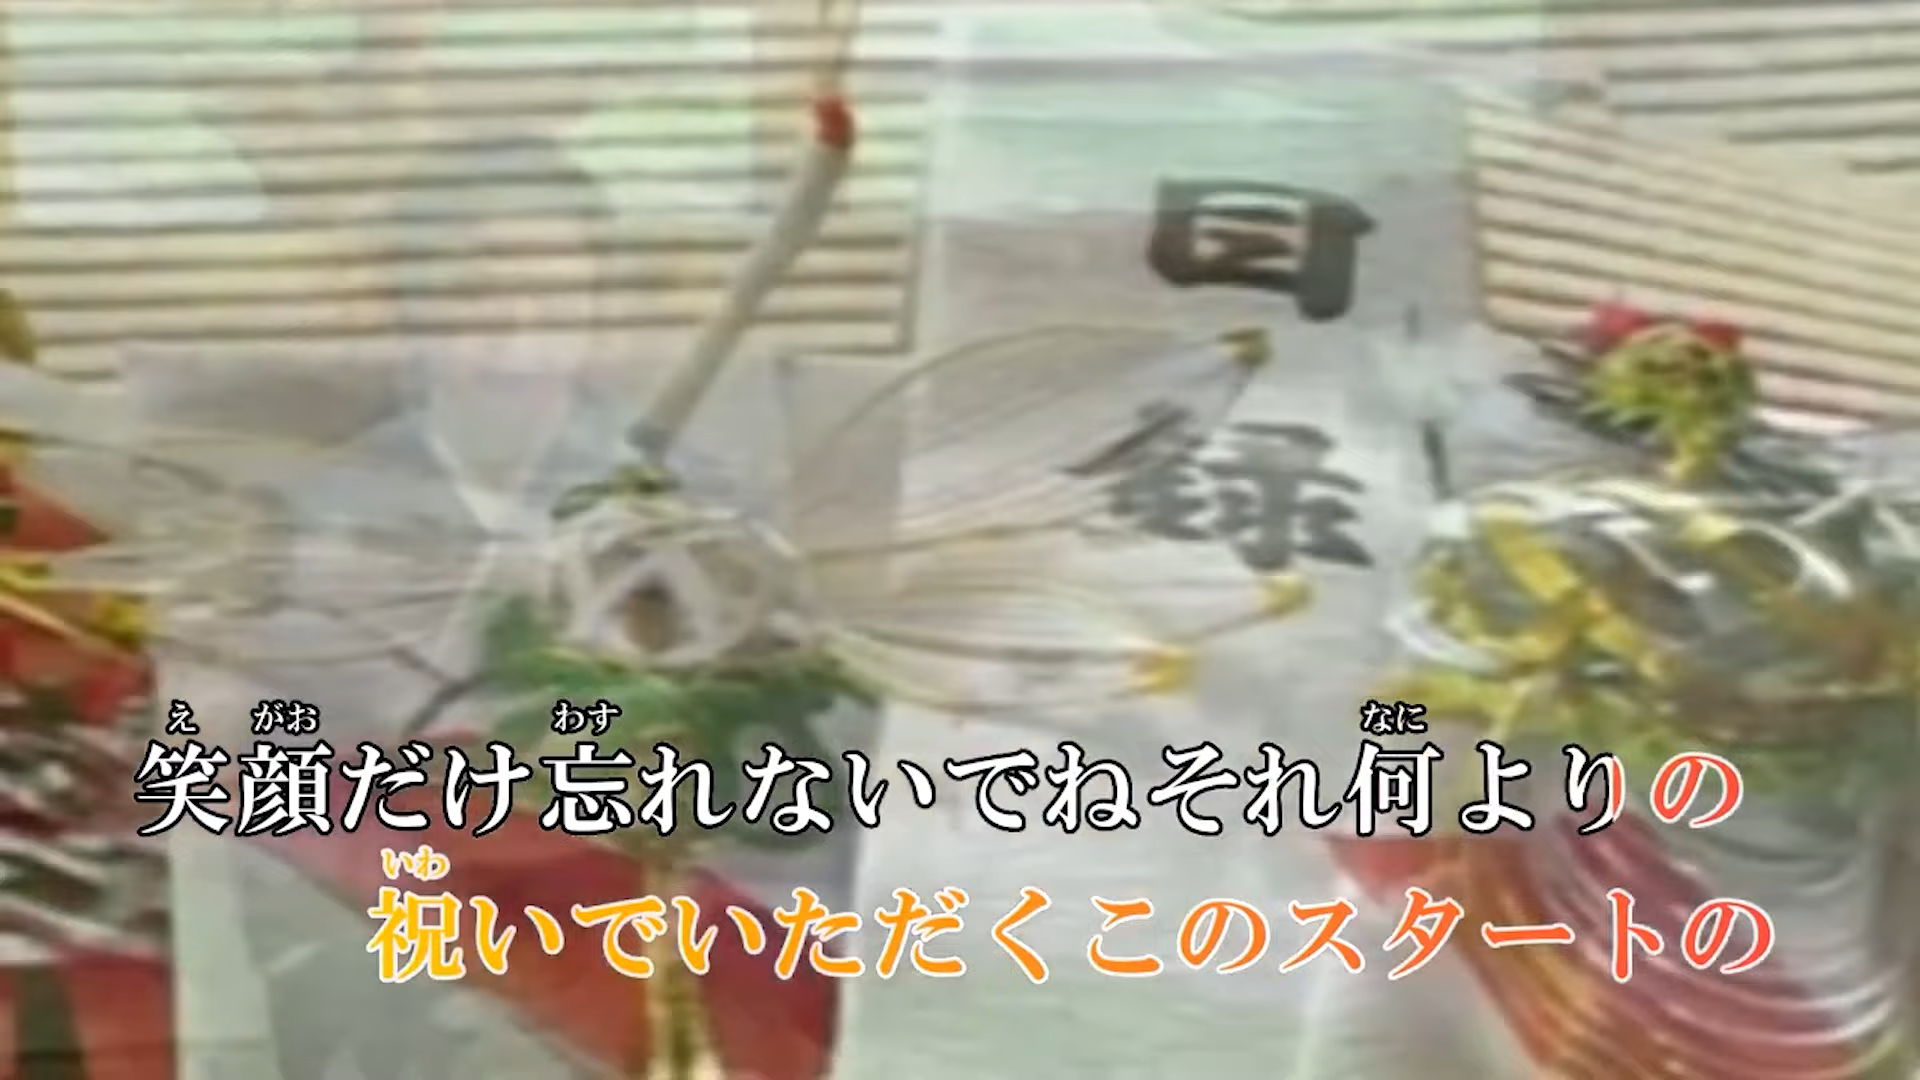 目録
え がお わす なに
笑顔だけ忘れないでねそれ何よりの
いわ
祝いでいただくこのスタートの